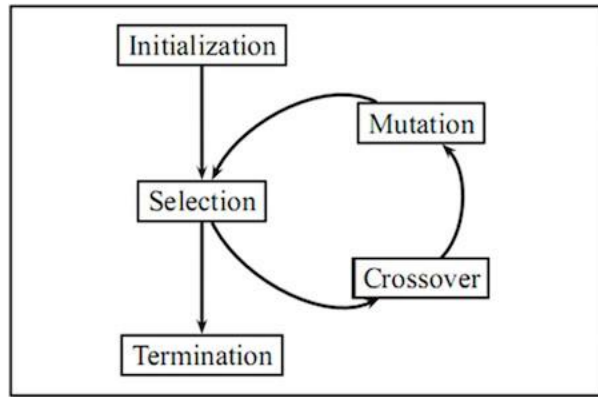 Initialization
Mutation
Selection
Crossover
Termination